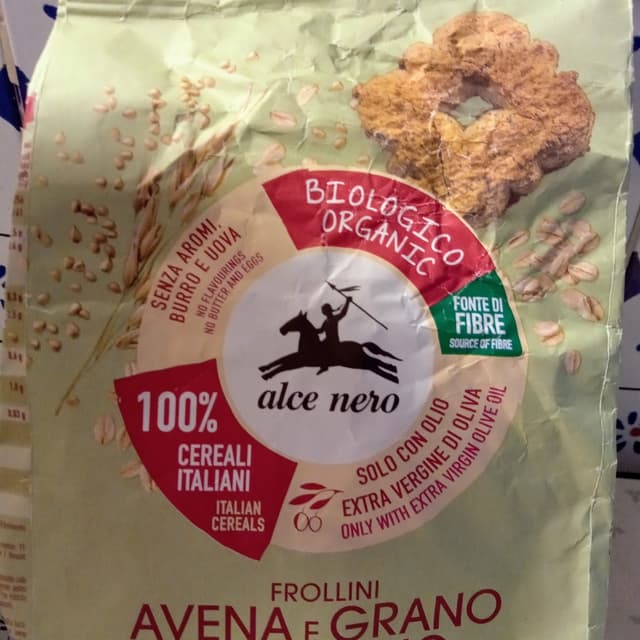 BIOLOGICO
ORGANIC
SENZA AROMI,
BURRO E UOVA
NO FLAVOURINGS
NO BUTTER AND EGGS
FONTE DI
FIBRE
SOURCE OF FIBRE
alce nero
100%
CEREALI
ITALIANI
ITALIAN
CEREALS
SOLO CON OLIO
EXTRA VERGINE DI OLIVA
ONLY WITH EXTRA VIRGIN OLIVE OIL
FROLLINI
AVENA E GRANO